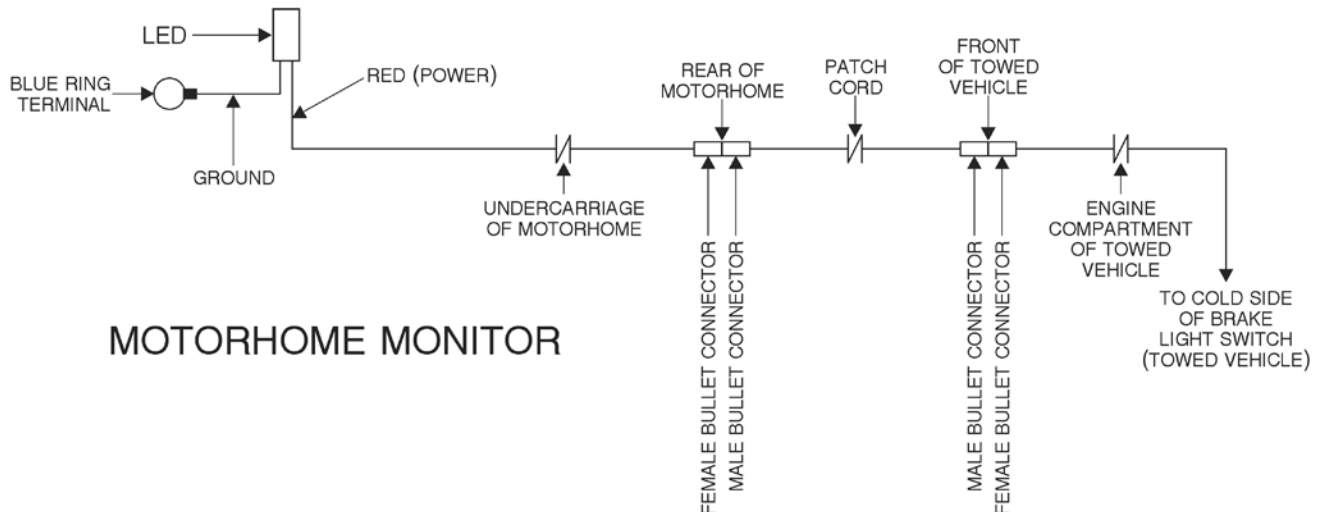 LED
BLUE RING
TERMINAL
RED (POWER)
GROUND
UNDERCARRIAGE
OF MOTORHOME
REAR OF
MOTORHOME
FEMALE BULLET CONNECTOR
MALE BULLET CONNECTOR
PATCH
CORD
FRONT
OF TOWED
VEHICLE
MALE BULLET CONNECTOR
FEMALE BULLET CONNECTOR
ENGINE
COMPARTMENT
OF TOWED
VEHICLE
TO COLD SIDE
OF BRAKE
LIGHT SWITCH
(TOWED VEHICLE)
MOTORHOME MONITOR